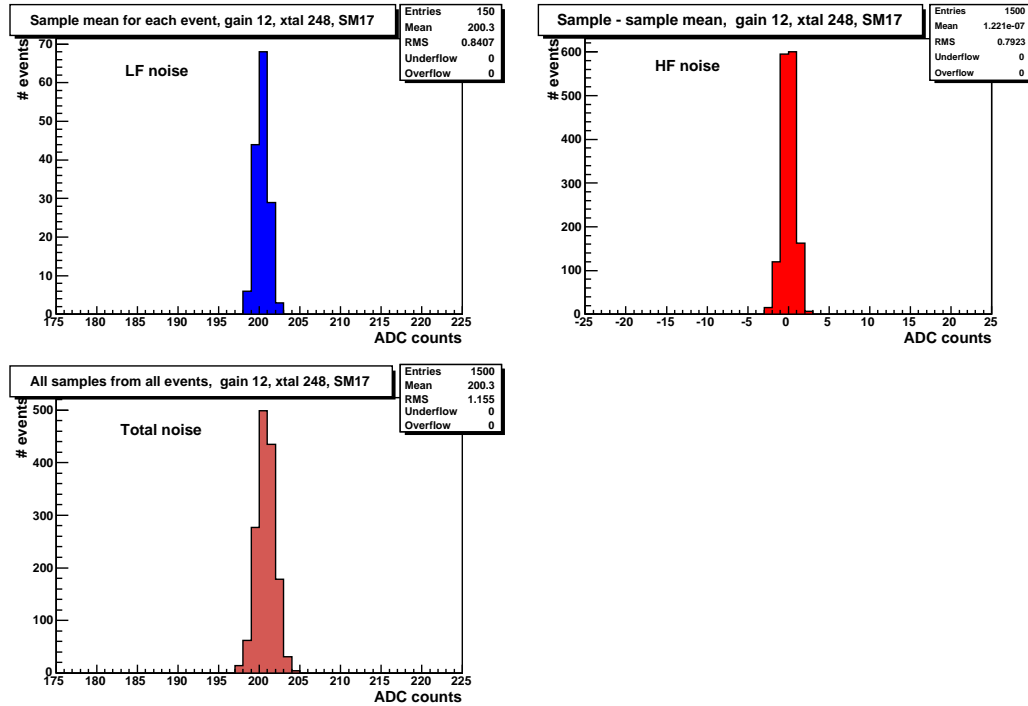 Sample mean for each event, gain 12, xtal 248, SM17
Entries 150
Mean 200.3
RMS 0.8407
Underflow 0
Overflow 0
LF noise
# events
70
60
50
40
30
20
10
0
175 180 185 190 195 200 205 210 215 220 225
ADC counts
Sample - sample mean, gain 12, xtal 248, SM17
Entries 1500
Mean 1.221e-07
RMS 0.7923
Underflow 0
Overflow 0
HF noise
# events
600
500
400
300
200
100
0
-25 -20 -15 -10 -5 0 5 10 15 20 25
ADC counts
All samples from all events, gain 12, xtal 248, SM17
Entries 1500
Mean 200.3
RMS 1.155
Underflow 0
Overflow 0
Total noise
# events
500
400
300
200
100
0
175 180 185 190 195 200 205 210 215 220 225
ADC counts